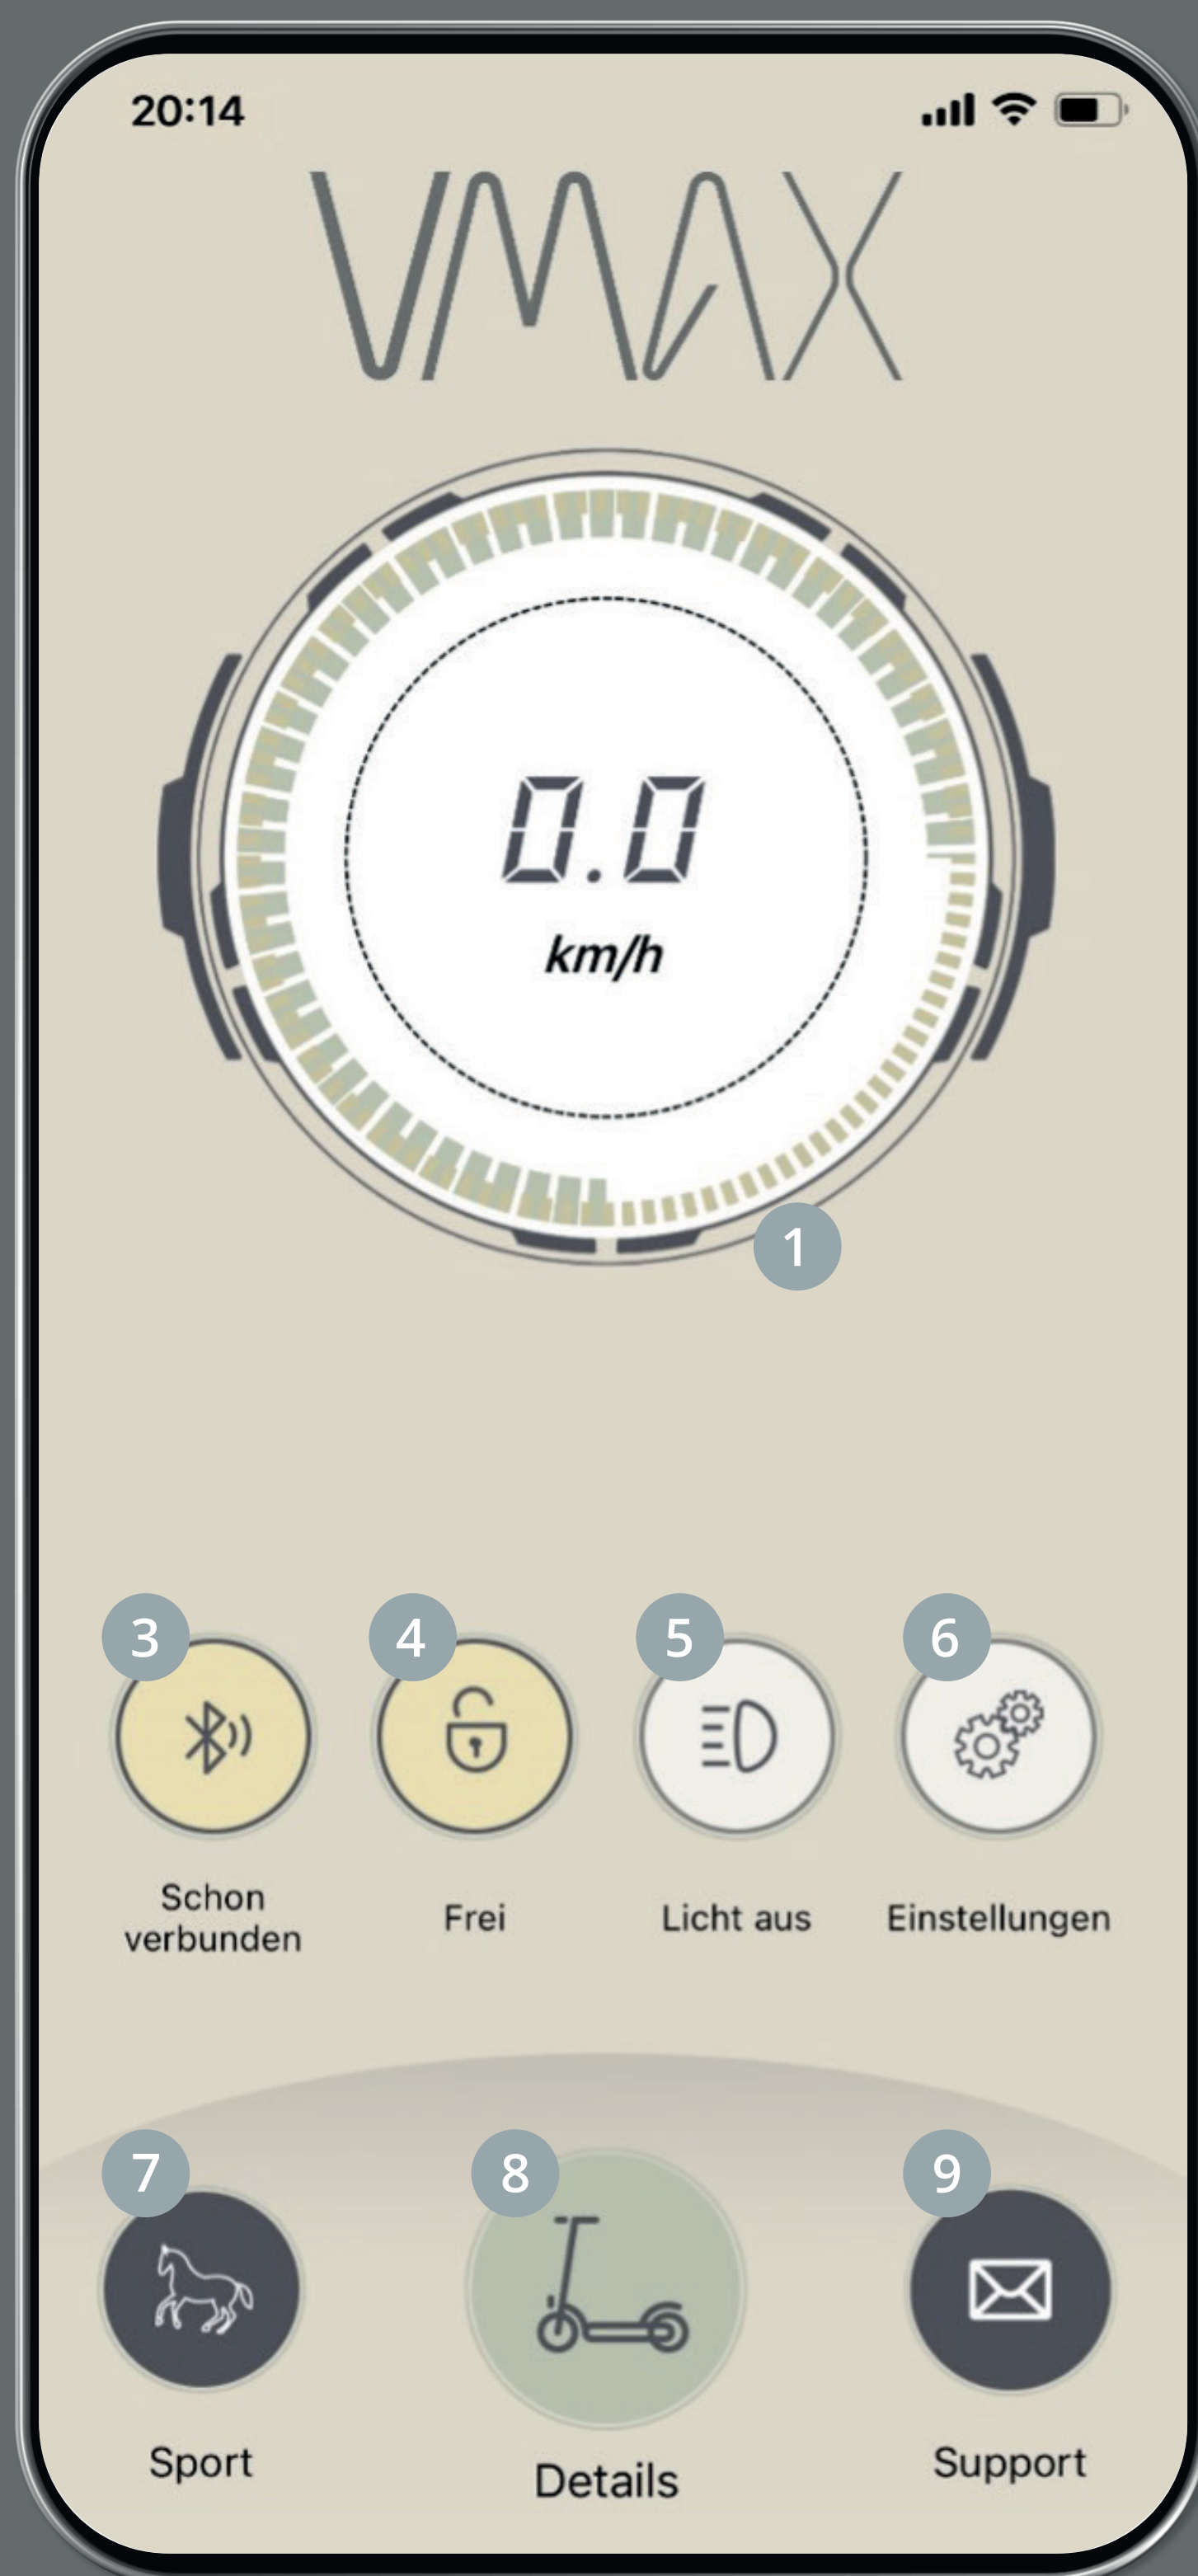 20:14
VMAX
0.0
km/h
1
3
4
5
6
Schon
verbunden
Frei
Licht aus
Einstellungen
7
8
9
Sport
Details
Support